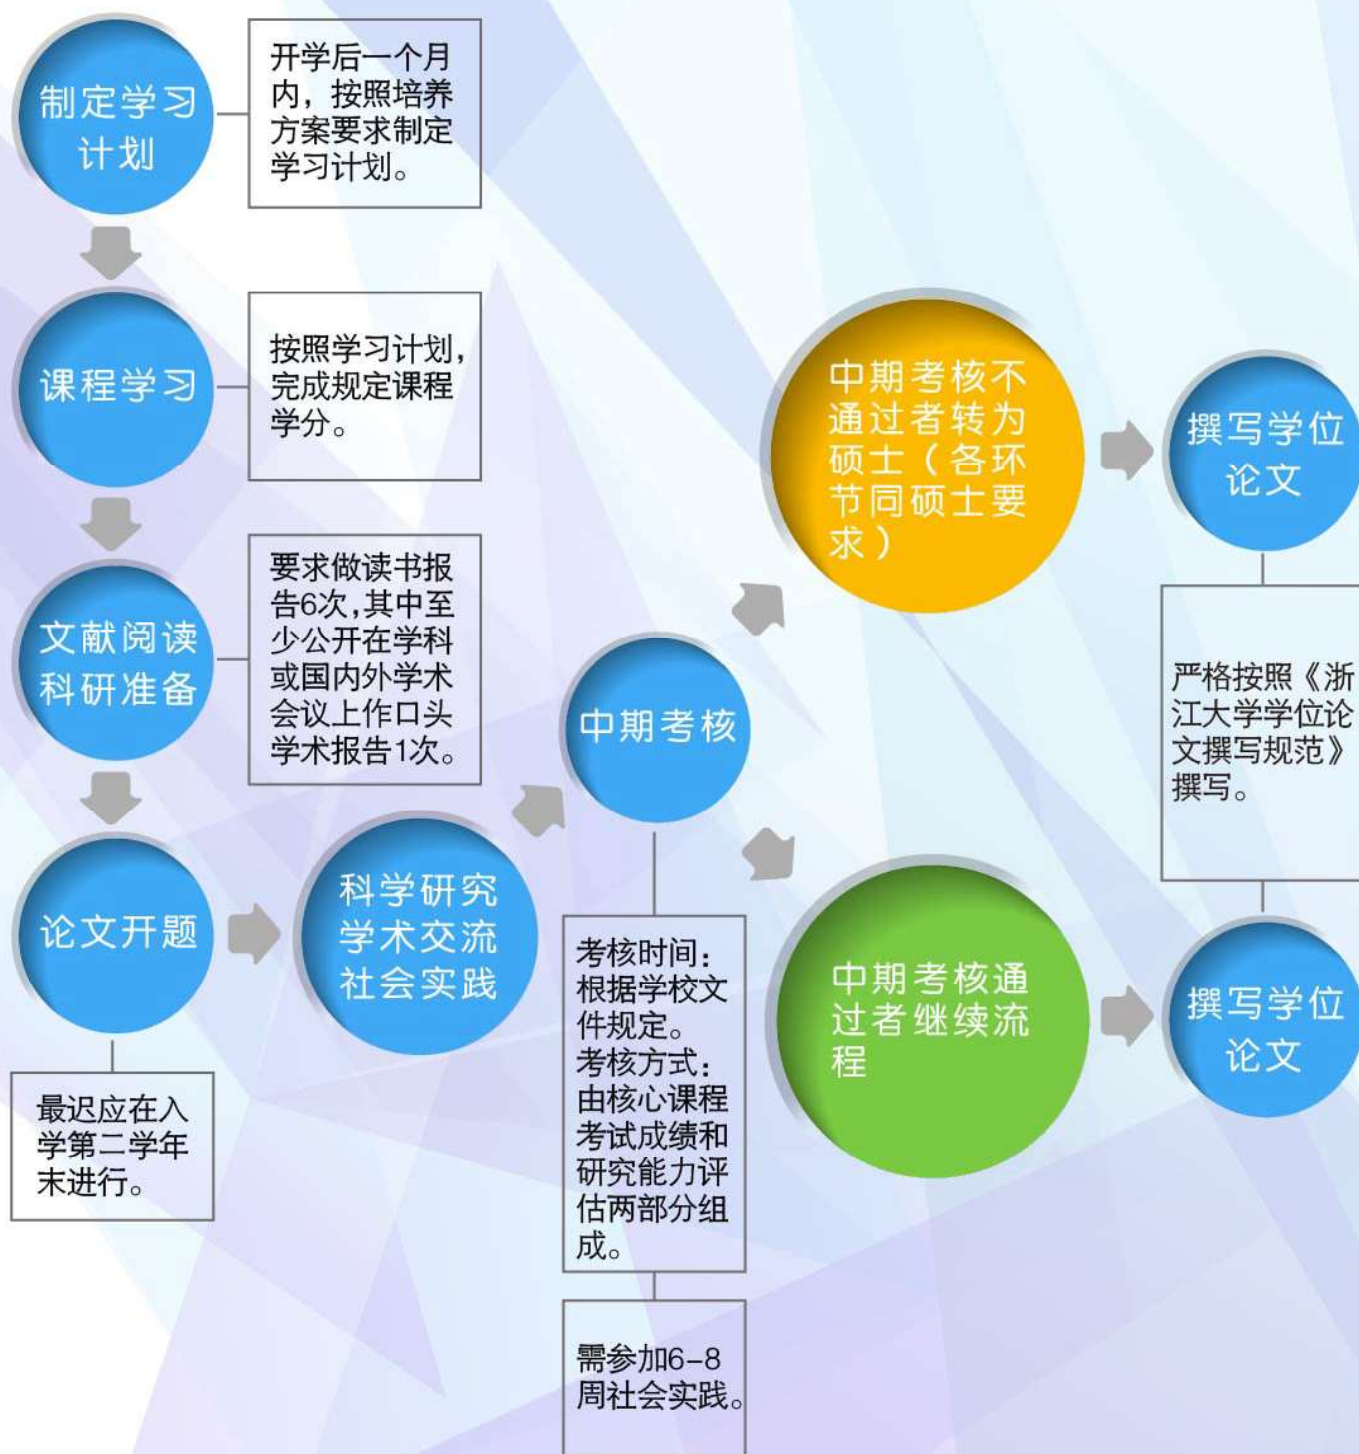 制定学习
计划
开学后一个月
内，按照培养
方案要求制定
学习计划。
课程学习
按照学习计划，
完成规定课程
学分。
文献阅读
科研准备
要求做读书报
告6次，其中至
少公开在学科
或国内外学术
会议上作口头
学术报告1次。
论文开题
最迟应在入
学第二学年
末进行。
科学研究
学术交流
社会实践
中期考核
考核时间：
根据学校文
件规定。
考核方式：
由核心课程
考试成绩和
研究能力评
估两部分组
成。
需参加6-8
周社会实践。
中期考核不
通过者转为
硕士（各环
节同硕士要
求）
撰写学位
论文
严格按照《浙
江大学学位论
文撰写规范》
撰写。
中期考核通
过者继续流
程
撰写学位
论文